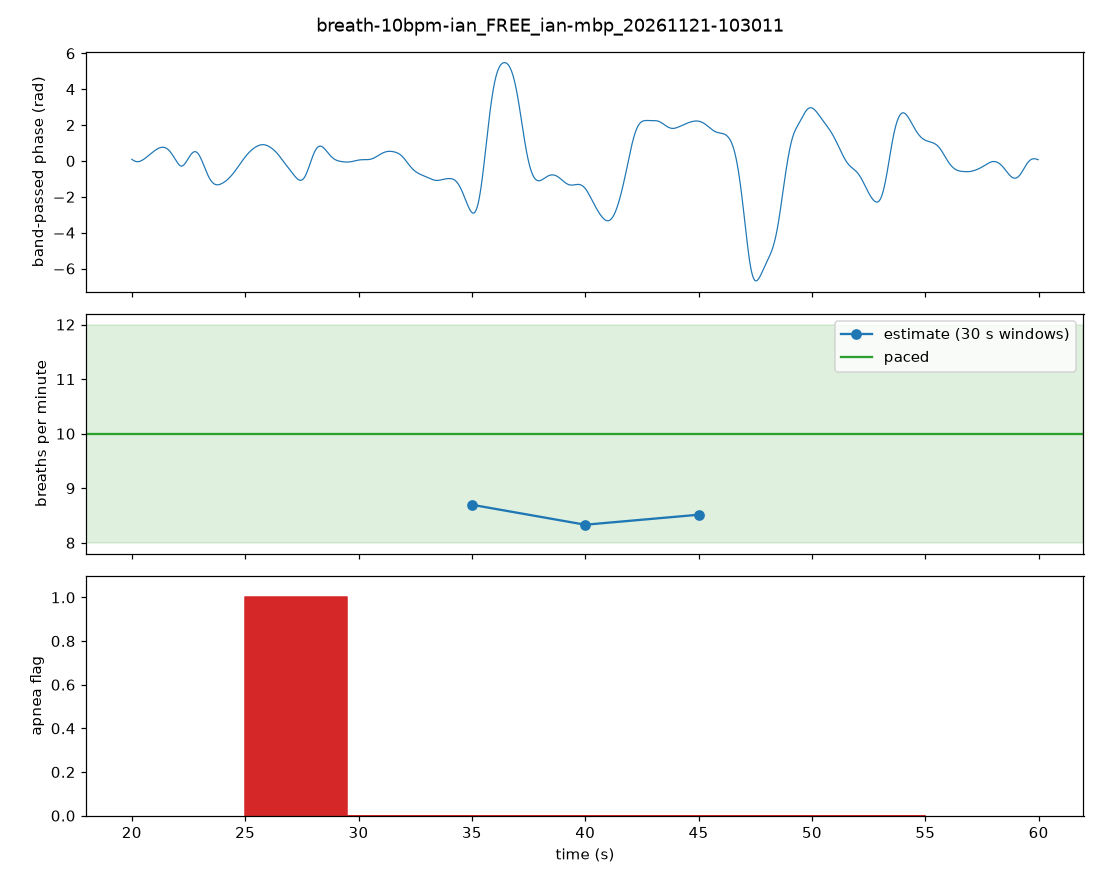 breath-10bpm-ian_FREE_ian-mbp_20261121-103011
band-passed phase (rad)
6
4
2
0
−2
−4
−6
breaths per minute
12
11
10
9
8
estimate (30 s windows)
paced
apnea flag
1.0
0.8
0.6
0.4
0.2
0.0
20 25 30 35 40 45 50 55 60
time (s)